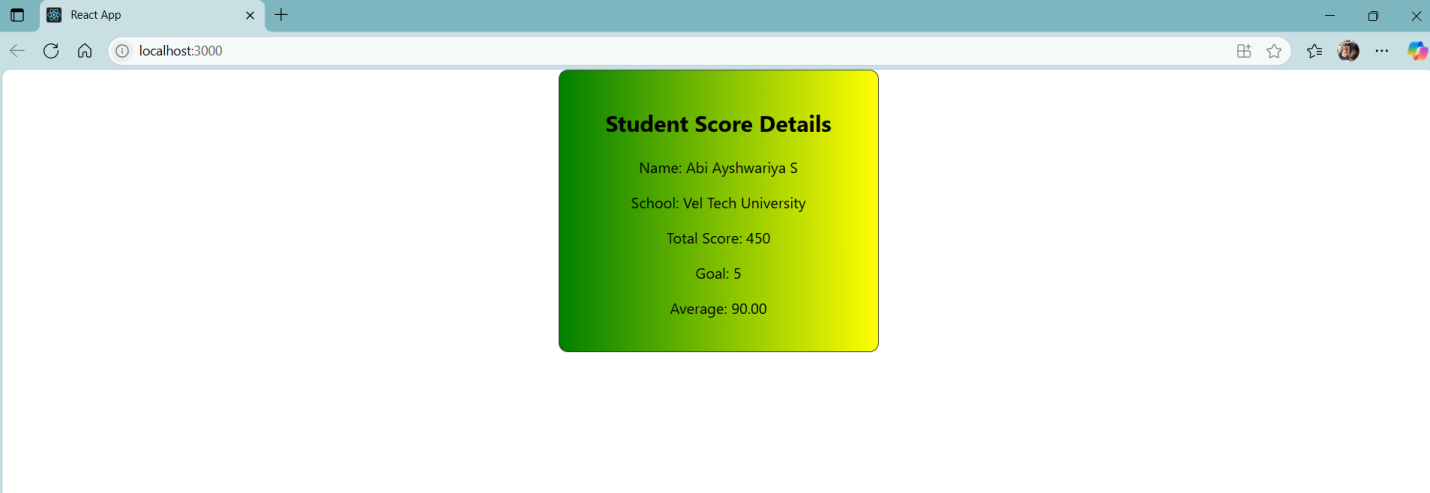 React App
localhost:3000
Student Score Details
Name: Abi Ayshwariya S
School: Vel Tech University
Total Score: 450
Goal: 5
Average: 90.00